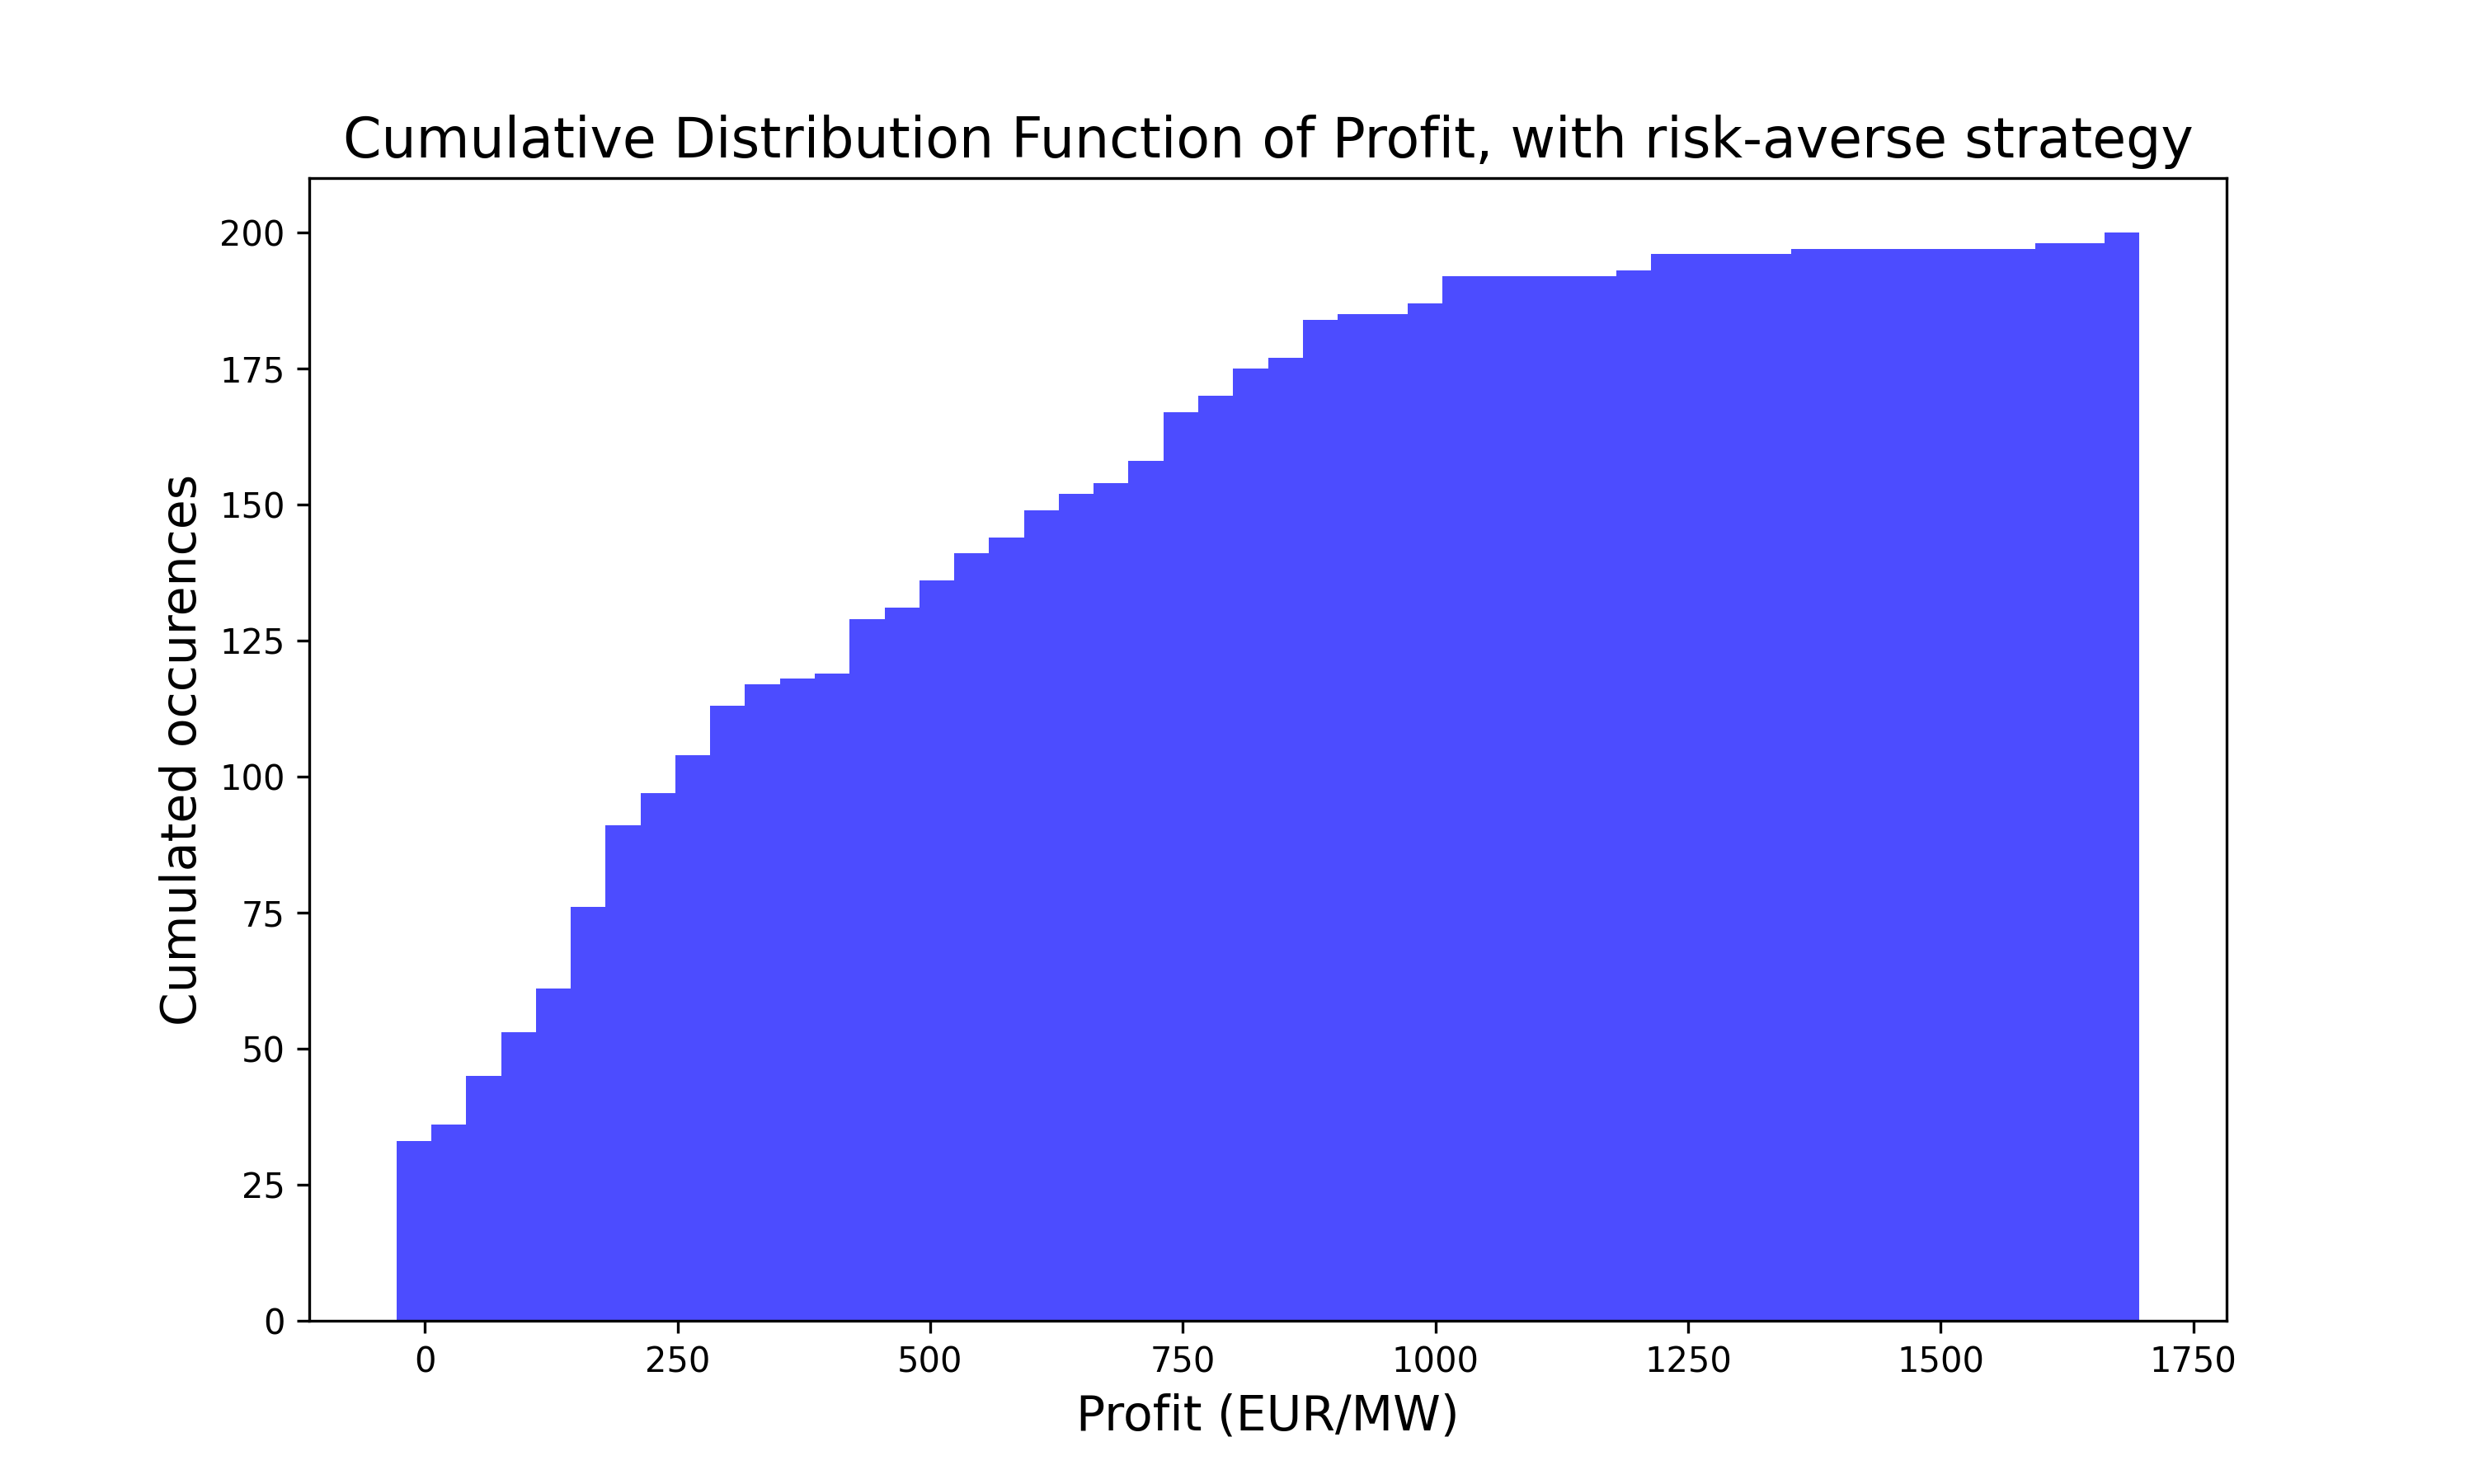 Cumulative Distribution Function of Profit, with risk-averse strategy
Cumulated occurences
200
175
150
125
100
75
50
25
0
0 250 500 750 1000 1250 1500 1750
Profit (EUR/MW)